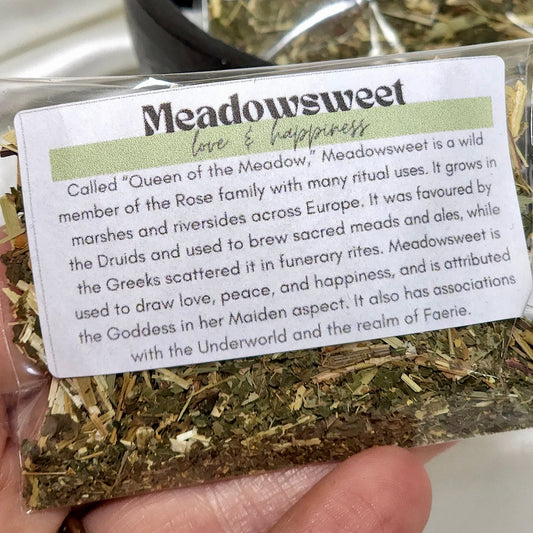 Meadowsweet
love & happiness
Called "Queen of the Meadow," Meadowsweet is a wild
member of the Rose family with many ritual uses. It grows in
marshes and riversides across Europe. It was favoured by
the Druids and used to brew sacred meads and ales, while
the Greeks scattered it in funerary rites. Meadowsweet is
used to draw love, peace, and happiness, and is attributed
the Goddess in her Maiden aspect. It also has associations
with the Underworld and the realm of Faerie.